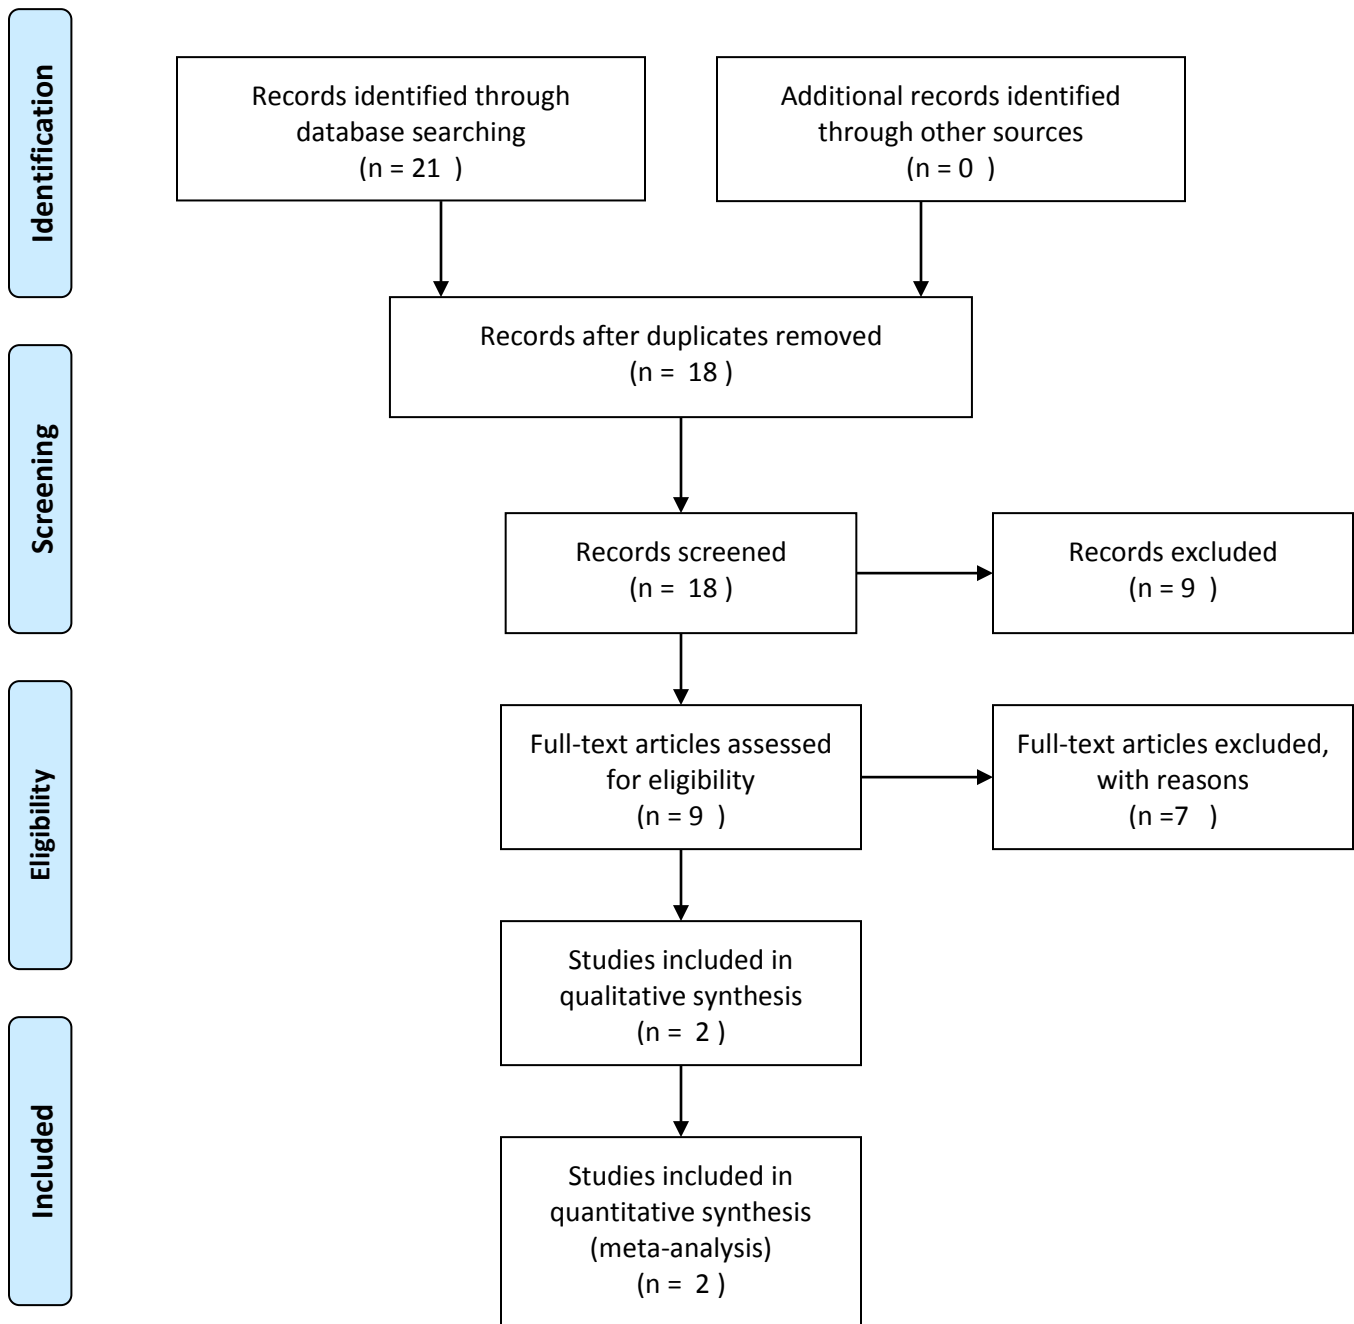 Identification
Records identified through
database searching
(n = 21  )
Additional records identified
through other sources
(n = 0  )
Records after duplicates removed
(n =  18 )
Screening
Records screened
(n =  18 )
Records excluded
(n = 9  )
Eligibility
Full-text articles assessed
for eligibility
(n = 9  )
Full-text articles excluded,
with reasons
(n =7   )
Studies included in
qualitative synthesis
(n =  2 )
Included
Studies included in
quantitative synthesis
(meta-analysis)
(n =  2 )